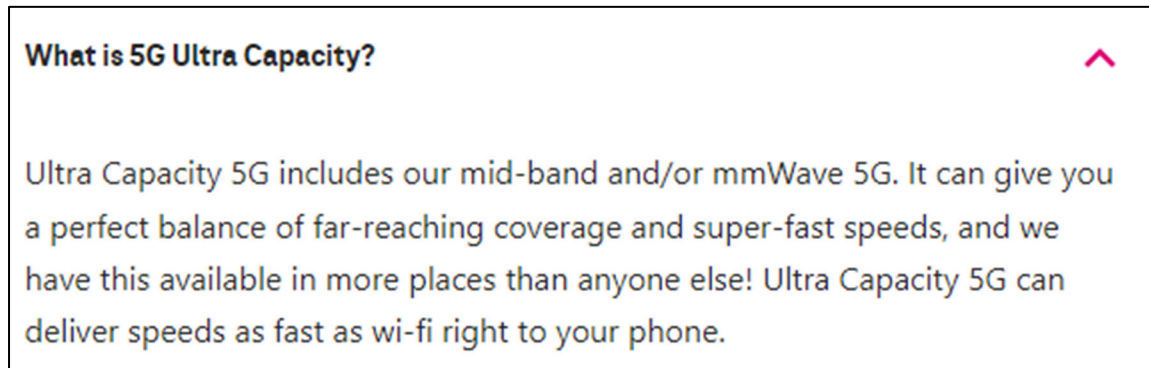 What is 5G Ultra Capacity?
Ultra Capacity 5G includes our mid-band and/or mmWave 5G. It can give you
a perfect balance of far-reaching coverage and super-fast speeds, and we
have this available in more places than anyone else! Ultra Capacity 5G can
deliver speeds as fast as wi-fi right to your phone.